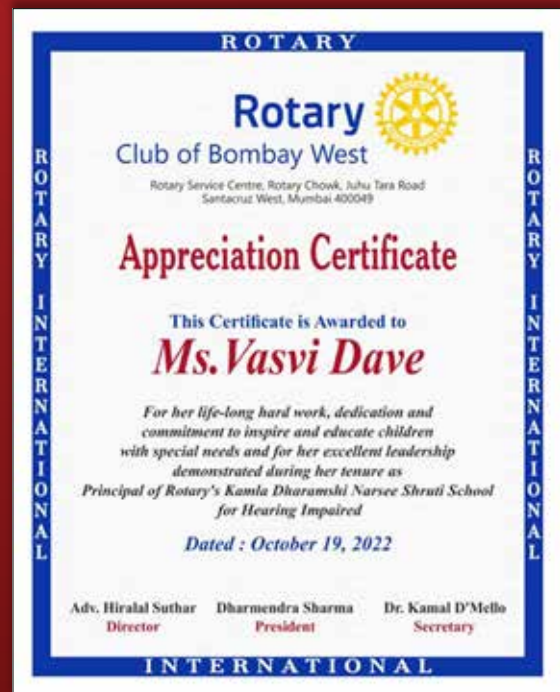 ROTARY
Rotary
Club of Bombay West
Rotary Service Centre, Rotary Chowk, Juhu Tara Road
Santacruz West, Mumbai 400049
Appreciation Certificate
This Certificate is Awarded to
Ms. Vasvi Dave
For her life-long hard work, dedication and
commitment to inspire and educate children
with special needs and for her excellent leadership
demonstrated during her tenure as
Principal of Rotary's Kamla Dharamshi Narsee Shruti School
for Hearing Impaired
Dated : October 19, 2022
Adv. Hiralal Suthar Dharmendra Sharma Dr. Kamal D'Mello
Director President Secretary
ROTARY INTERNATIONAL
ROTARY INTERNATIONAL
INTERNATIONAL